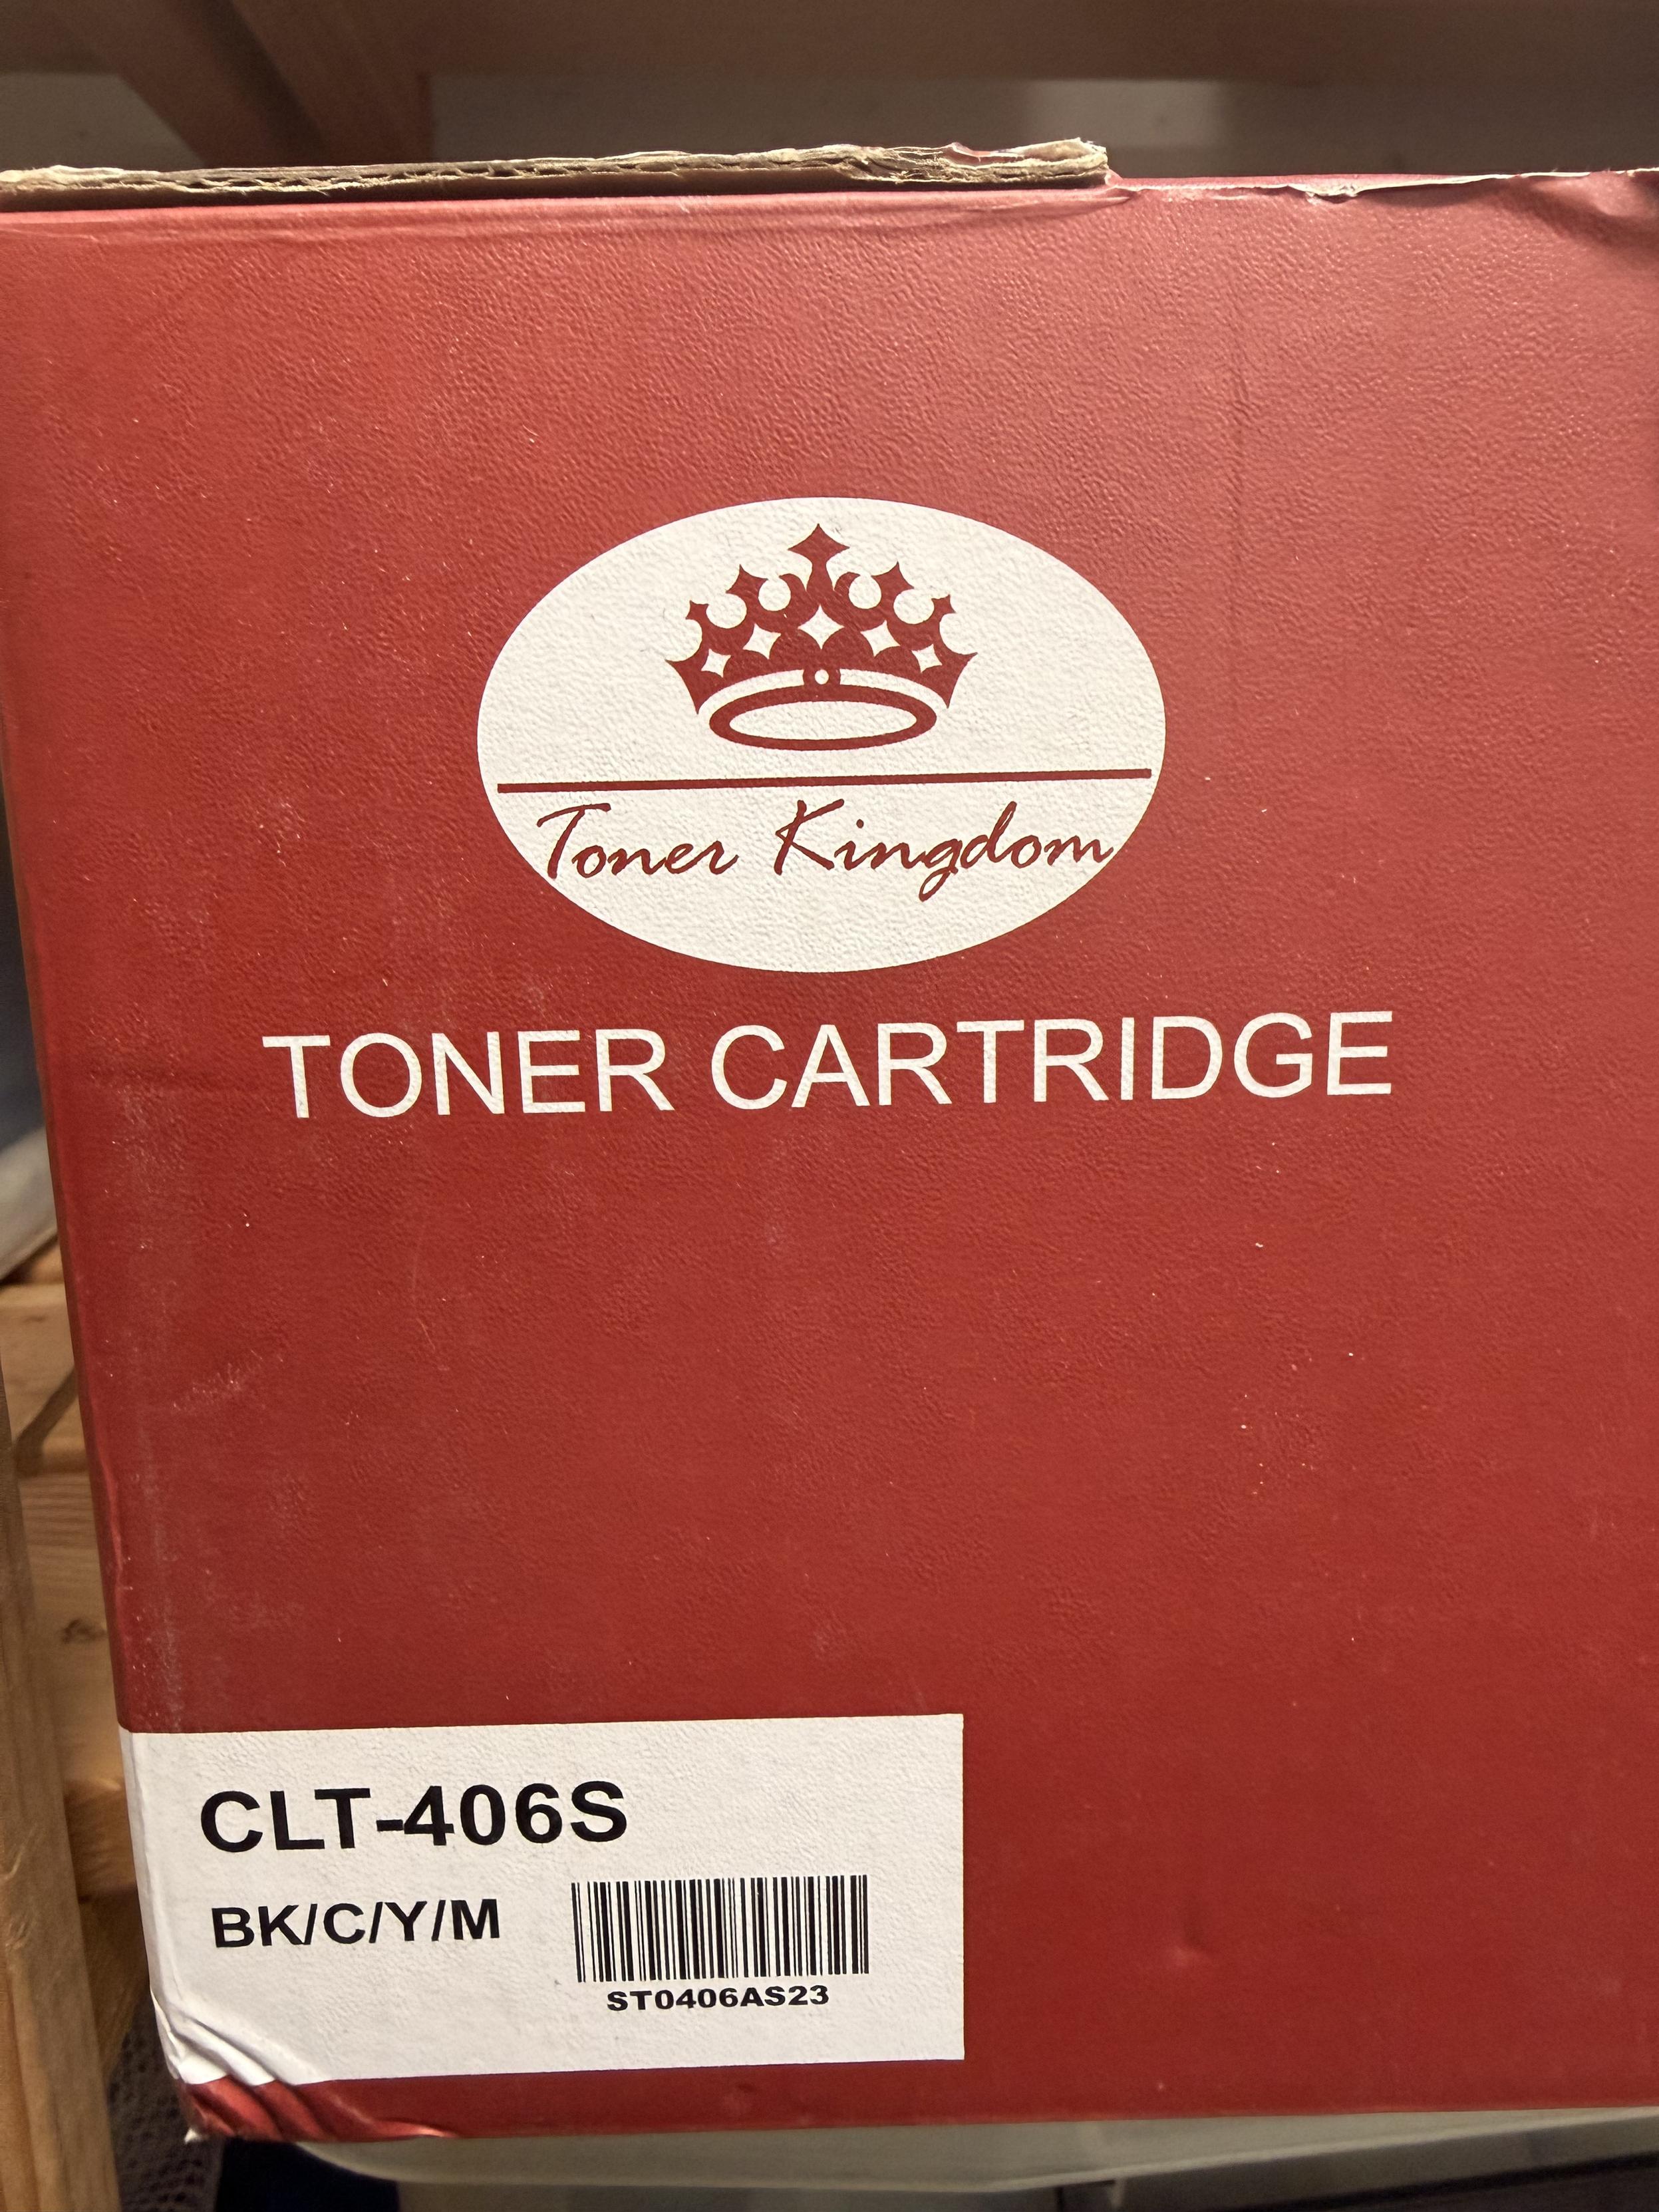 Toner Kingdom
TONER CARTRIDGE
CLT-406S
BK/C/Y/M
ST0406AS23